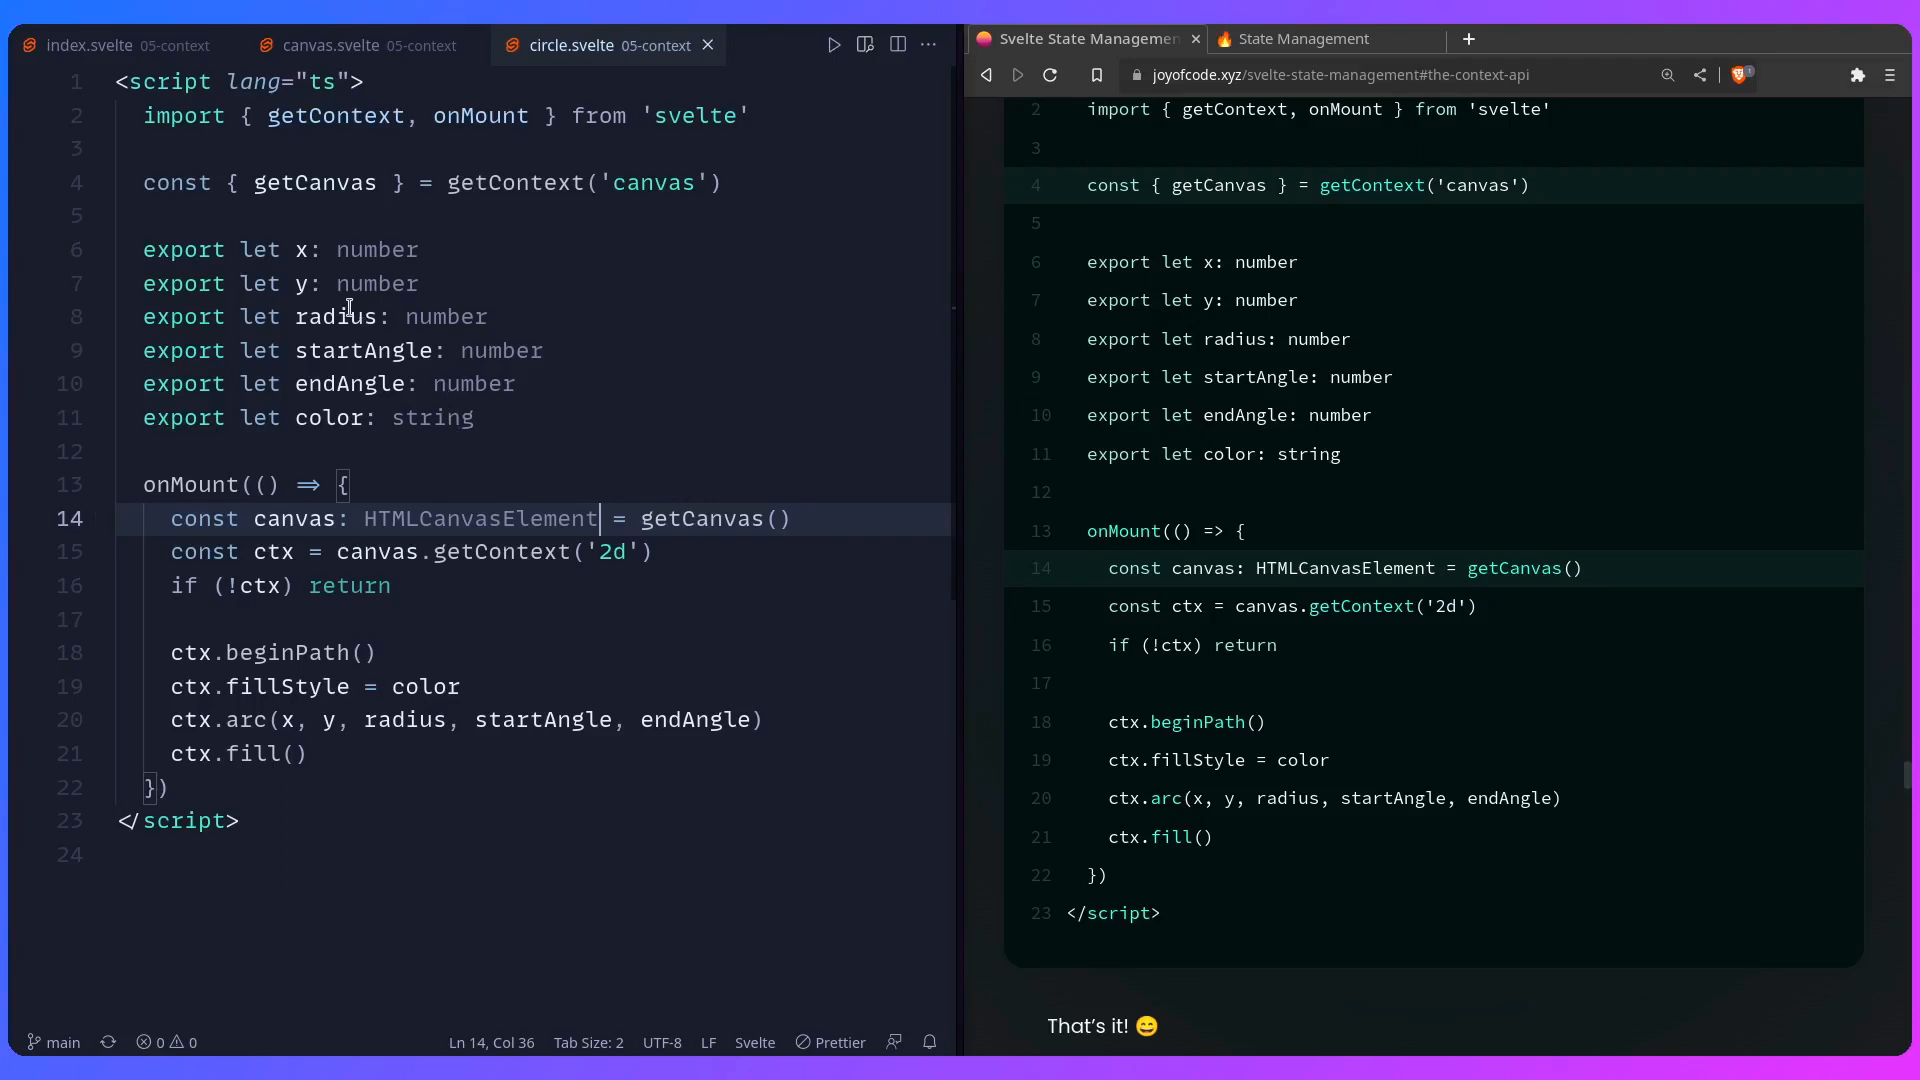 index.svelte 05-context
canvas.svelte 05-context
circle.svelte 05-context
1 <script lang="ts">
2 import { getContext, onMount } from 'svelte'
3
4 const { getCanvas } = getContext('canvas')
5
6 export let x: number
7 export let y: number
8 export let radius: number
9 export let startAngle: number
10 export let endAngle: number
11 export let color: string
12
13 onMount(() => {
14 const canvas: HTMLCanvasElement = getCanvas()
15 const ctx = canvas.getContext('2d')
16 if (!ctx) return
17
18 ctx.beginPath()
19 ctx.fillStyle = color
20 ctx.arc(x, y, radius, startAngle, endAngle)
21 ctx.fill()
22 })
23 </script>
24
main 0 0 Ln 14, Col 36 Tab Size: 2 UTF-8 LF Svelte Prettier
Svelte State Managemen
State Management
joyofcode.xyz/svelte-state-management#the-context-api
1
2 import { getContext, onMount } from 'svelte'
3
4 const { getCanvas } = getContext('canvas')
5
6 export let x: number
7 export let y: number
8 export let radius: number
9 export let startAngle: number
10 export let endAngle: number
11 export let color: string
12
13 onMount(() => {
14 const canvas: HTMLCanvasElement = getCanvas()
15 const ctx = canvas.getContext('2d')
16 if (!ctx) return
17
18 ctx.beginPath()
19 ctx.fillStyle = color
20 ctx.arc(x, y, radius, startAngle, endAngle)
21 ctx.fill()
22 })
23 </script>
That's it! 😄